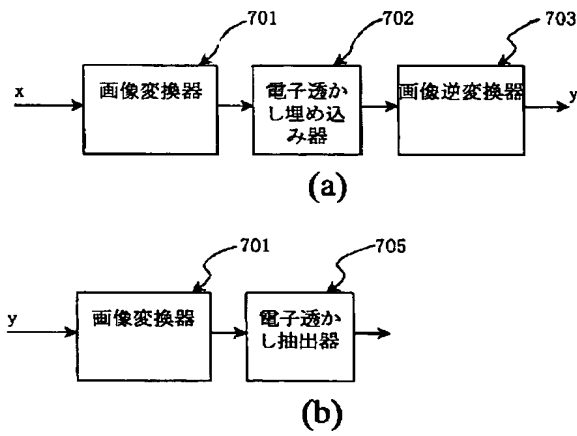 701
702
703
x
画像変換器
電子透か
し埋め込
み器
画像逆変換器
y
(a)
701
705
y
画像変換器
電子透か
し抽出器
(b)